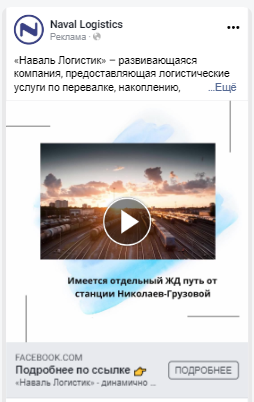 Naval Logistics
Реклама ·
«Наваль Логистик» – развивающаяся
компания, предоставляющая логистические
услуги по перевалке, накоплению, ...Ещё
Имеется отдельный ЖД путь от
станции Николаев-Грузовой
FACEBOOK.COM
Подробнее по ссылке 👉
«Наваль Логистик» - динамично ...
ПОДРОБНЕЕ